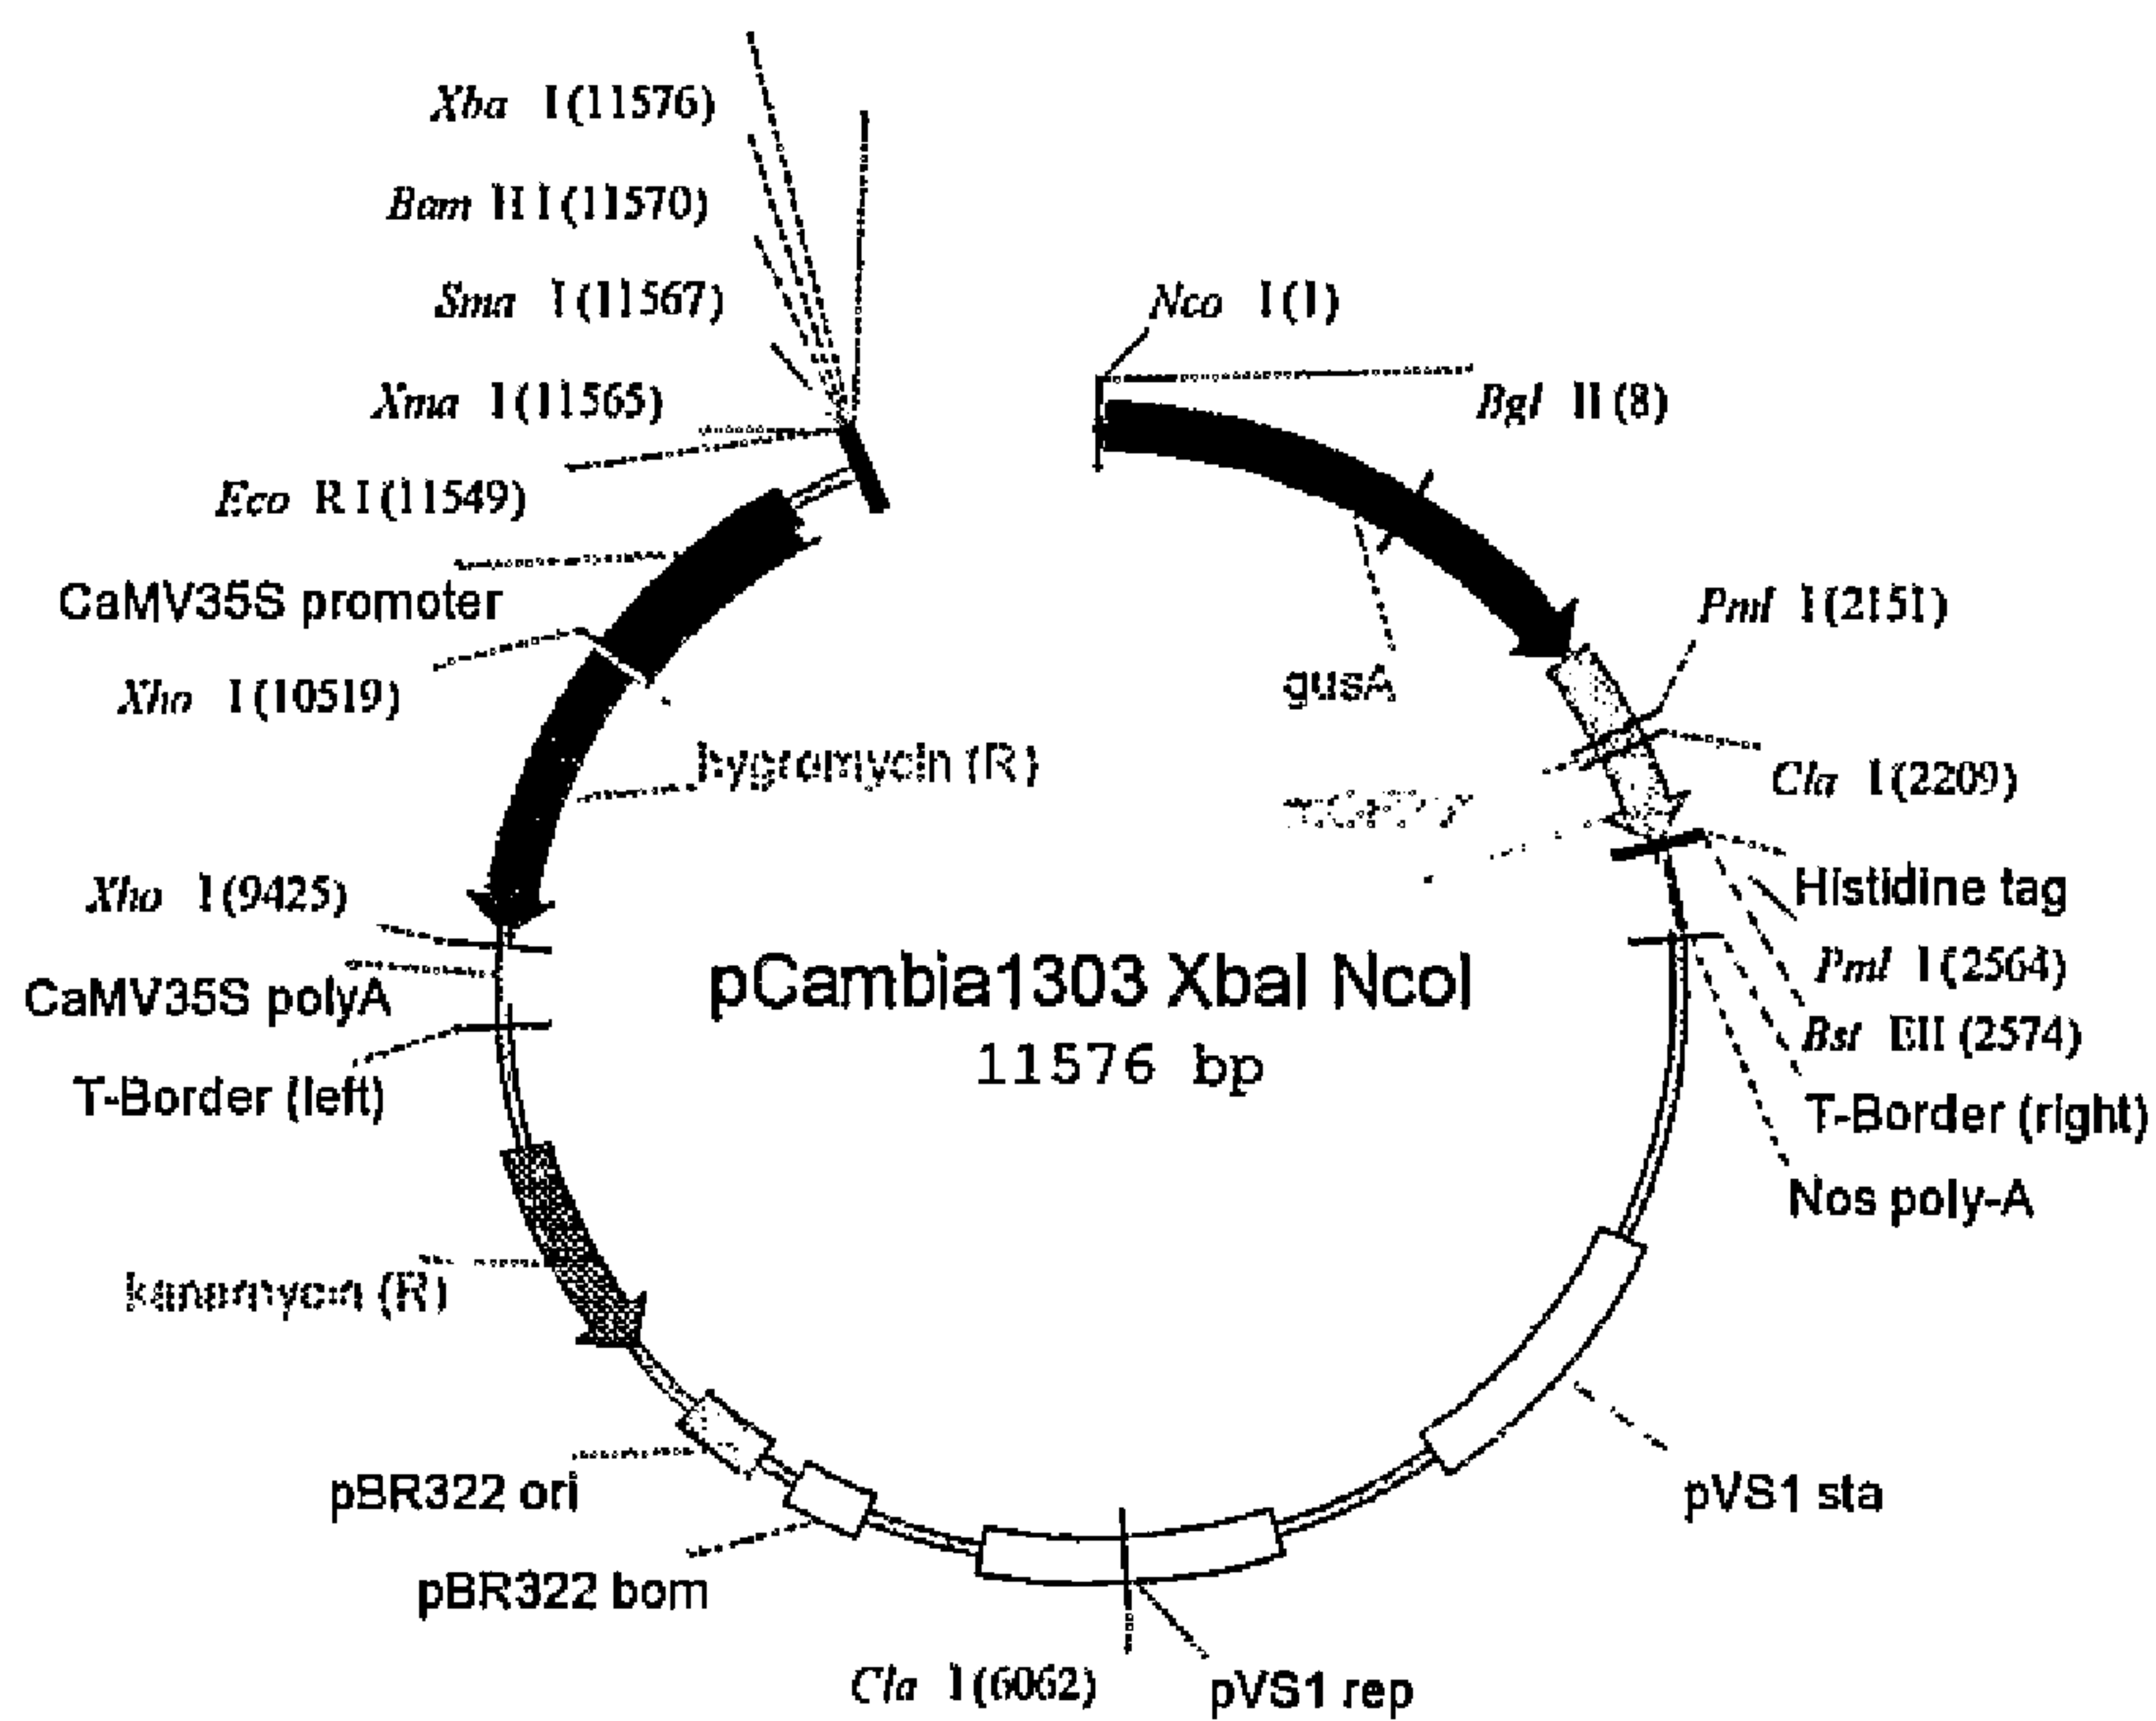 Xba I(11576)
Bam HI(11570)
Sma I(11567)
Xma I(11565)
Eco RI(11549)
CaMV35S promoter
Xho I(10519)
hygromycin (R)
Xho I(9425)
CaMV35S polyA
T-Border (left)
kanamycin (R)
pBR322 ori
pBR322 bom
Cla I(6062)
pVS1 rep
pVS1 sta
Nco I(1)
Bgl II(8)
gusA
Pml I(2151)
Cla I(2209)
Histidine tag
Pml I(2564)
Bst EII(2574)
T-Border (right)
Nos poly-A
pCambia1303 XbaI NcoI
11576 bp